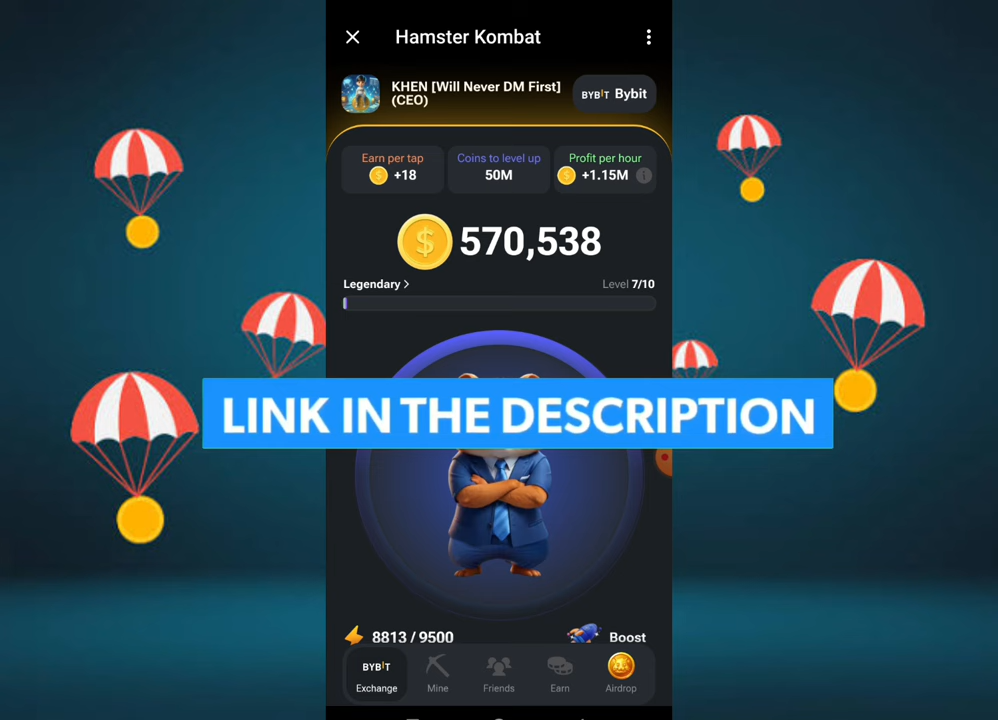 Hamster Kombat
KHEN [Will Never DM First]
(CEO)
BYBIT Bybit
Earn per tap
+18
Coins to level up
50M
Profit per hour
+1.15M
570,538
Legendary >
Level 7/10
LINK IN THE DESCRIPTION
8813 / 9500
Boost
BYBIT
Exchange
Mine
Friends
Earn
Airdrop